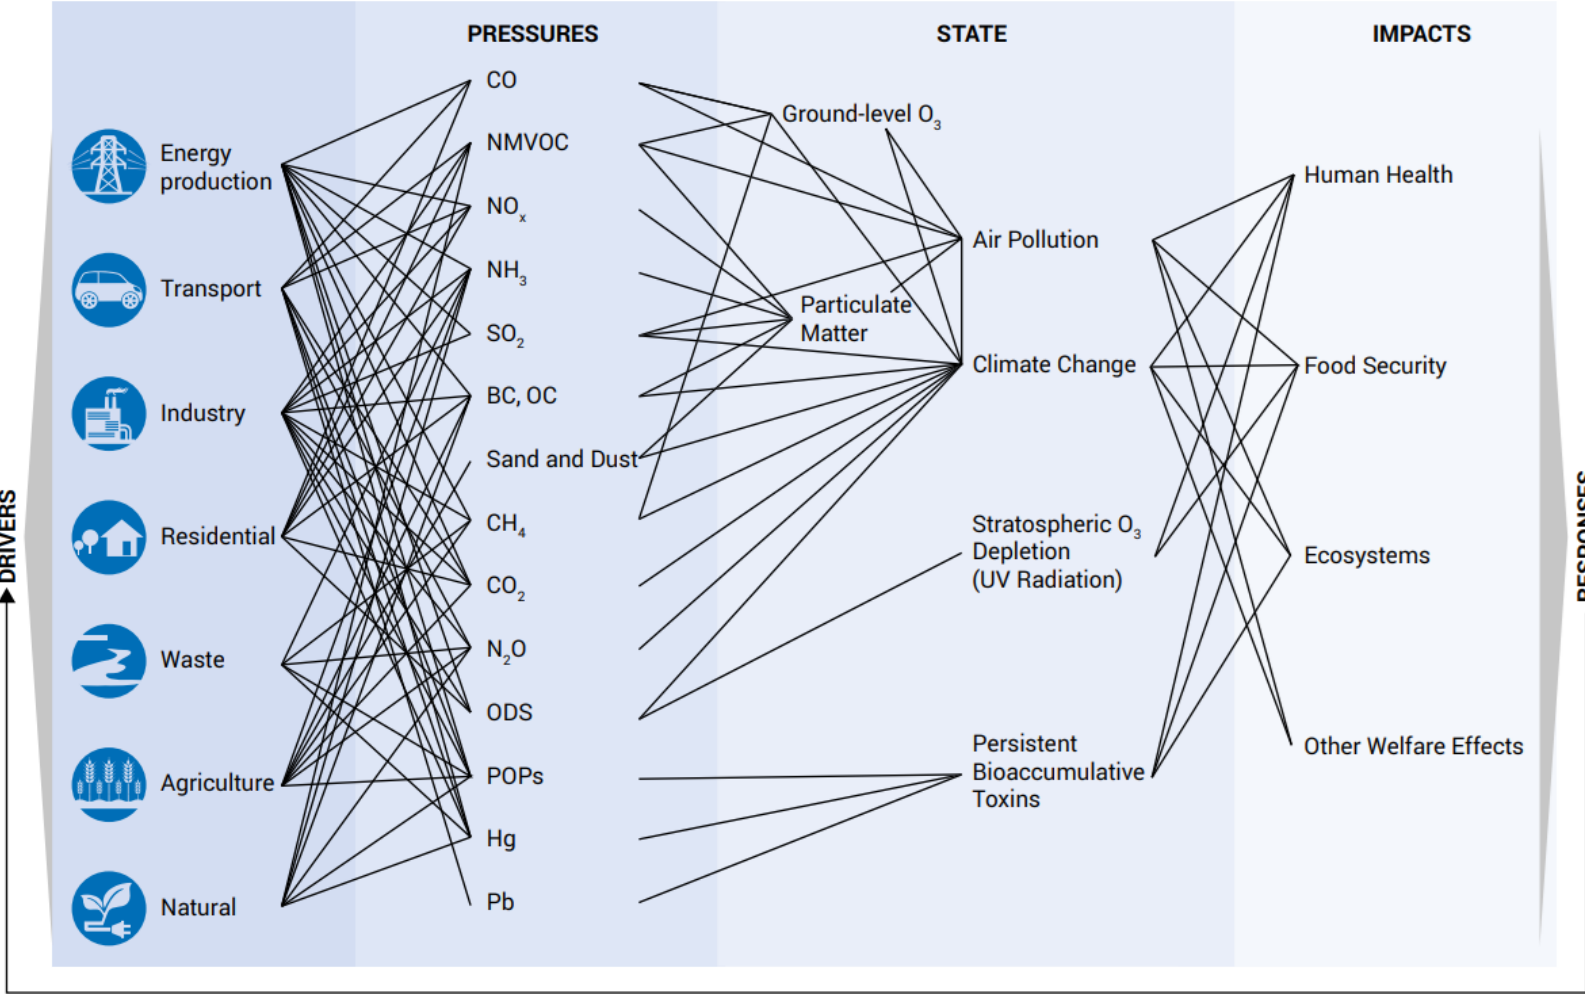 PRESSURES
STATE
IMPACTS
DRIVERS
Energy
production
Transport
Industry
Residential
Waste
Agriculture
Natural
CO
NMVOC
NOx
NH3
SO2
BC, OC
Sand and Dust
CH4
CO2
N2O
ODS
POPs
Hg
Pb
Ground-level O3
Particulate
Matter
Air Pollution
Climate Change
Stratospheric O3
Depletion
(UV Radiation)
Persistent
Bioaccumulative
Toxins
Human Health
Food Security
Ecosystems
Other Welfare Effects
RESPONSES